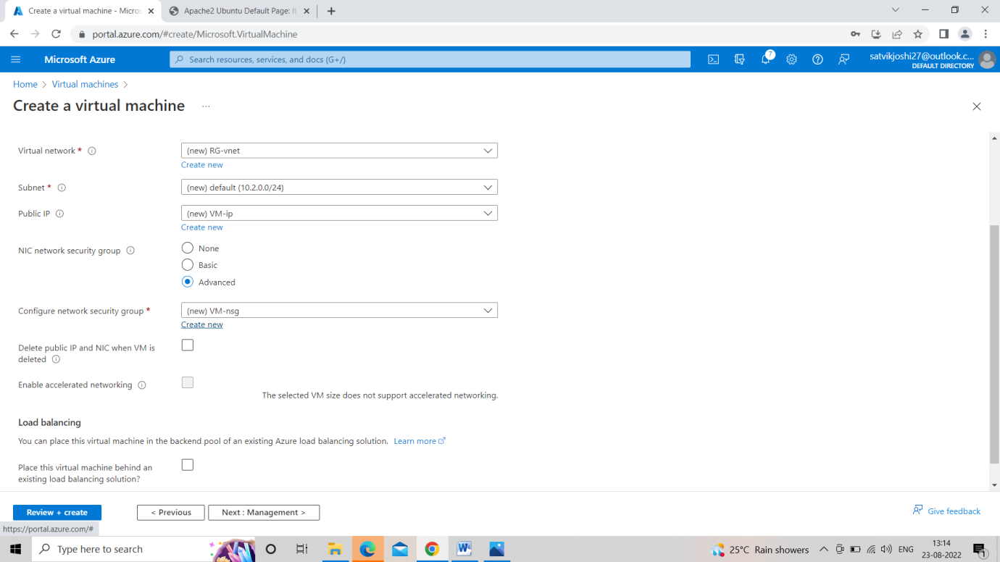 Create a virtual machine - Micros
Apache2 Ubuntu Default Page: It
portal.azure.com/#create/Microsoft.VirtualMachine
Microsoft Azure
Search resources, services, and docs (G+/)
7
satvikjoshi27@outlook.c...
DEFAULT DIRECTORY
Home > Virtual machines >
Create a virtual machine ...
Virtual network *
(new) RG-vnet
Create new
Subnet *
(new) default (10.2.0.0/24)
Public IP
(new) VM-ip
Create new
NIC network security group
None
Basic
Advanced
Configure network security group *
(new) VM-nsg
Create new
Delete public IP and NIC when VM is
deleted
Enable accelerated networking
The selected VM size does not support accelerated networking.
Load balancing
You can place this virtual machine in the backend pool of an existing Azure load balancing solution. Learn more
Place this virtual machine behind an
existing load balancing solution?
Review + create
< Previous
Next : Management >
Give feedback
https://portal.azure.com/#
Type here to search
25°C Rain showers
ENG
13:14
23-08-2022
1